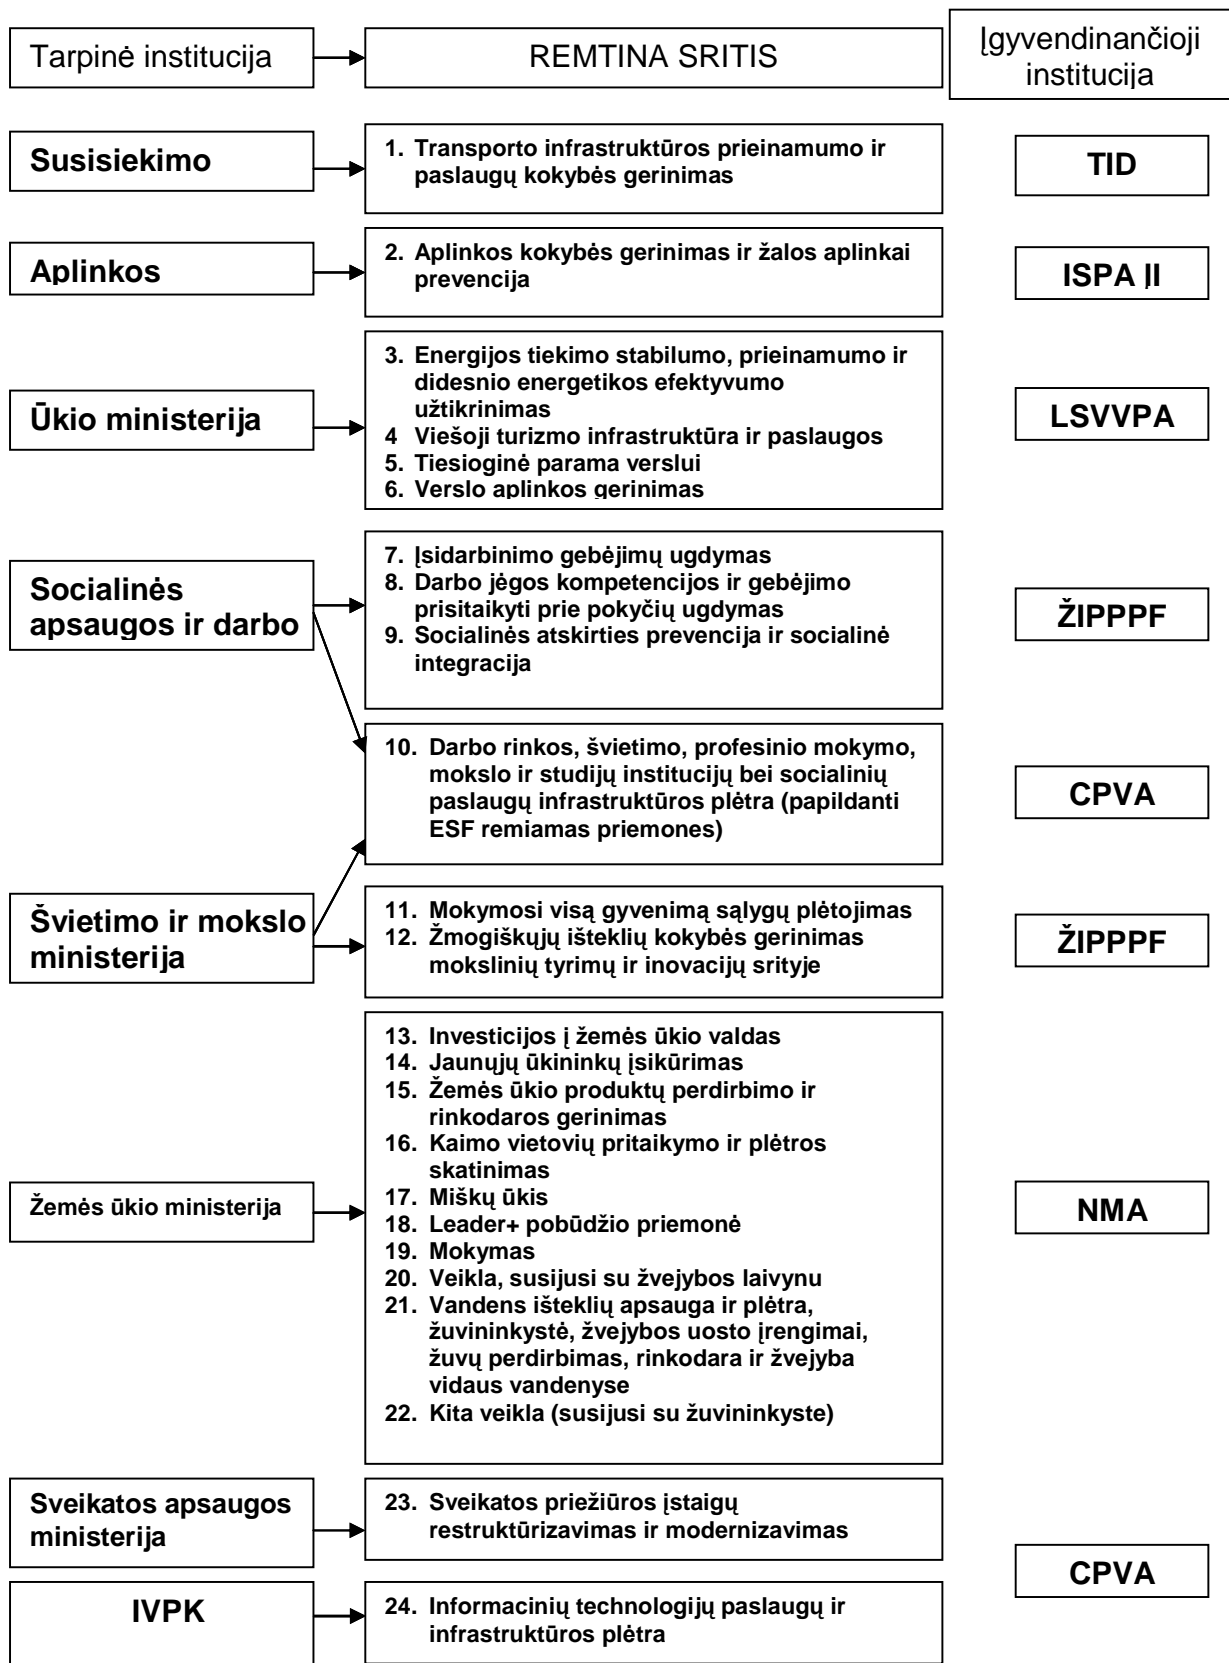 Tarpinė institucija
REMTINA SRITIS
Įgyvendinančioji
institucija
Susisiekimo
1. Transporto infrastruktūros prieinamumo ir
paslaugų kokybės gerinimas
TID
Aplinkos
2. Aplinkos kokybės gerinimas ir žalos aplinkai
prevencija
ISPA ĮI
Ūkio ministerija
3. Energijos tiekimo stabilumo, prieinamumo ir
didesnio energetikos efektyvumo
užtikrinimas
4 Viešoji turizmo infrastruktūra ir paslaugos
5. Tiesioginė parama verslui
6. Verslo aplinkos gerinimas
LSVVPA
Socialinės
apsaugos ir darbo
7. Įsidarbinimo gebėjimų ugdymas
8. Darbo jėgos kompetencijos ir gebėjimo
prisitaikyti prie pokyčių ugdymas
9. Socialinės atskirties prevencija ir socialinė
integracija
ŽIPPPF
10. Darbo rinkos, švietimo, profesinio mokymo,
mokslo ir studijų institucijų bei socialinių
paslaugų infrastruktūros plėtra (papildanti
ESF remiamas priemones)
CPVA
Švietimo ir mokslo
ministerija
11. Mokymosi visą gyvenimą sąlygų plėtojimas
12. Žmogiškųjų išteklių kokybės gerinimas
mokslinių tyrimų ir inovacijų srityje
ŽIPPPF
Žemės ūkio ministerija
13. Investicijos į žemės ūkio valdas
14. Jaunųjų ūkininkų įsikūrimas
15. Žemės ūkio produktų perdirbimo ir
rinkodaros gerinimas
16. Kaimo vietovių pritaikymo ir plėtros
skatinimas
17. Miškų ūkis
18. Leader+ pobūdžio priemonė
19. Mokymas
20. Veikla, susijusi su žvejybos laivynu
21. Vandens išteklių apsauga ir plėtra,
žuvininkystė, žvejybos uosto įrengimai,
žuvų perdirbimas, rinkodara ir žvejyba
vidaus vandenyse
22. Kita veikla (susijusi su žuvininkyste)
NMA
Sveikatos apsaugos
ministerija
23. Sveikatos priežiūros įstaigų
restruktūrizavimas ir modernizavimas
CPVA
IVPK
24. Informacinių technologijų paslaugų ir
infrastruktūros plėtra